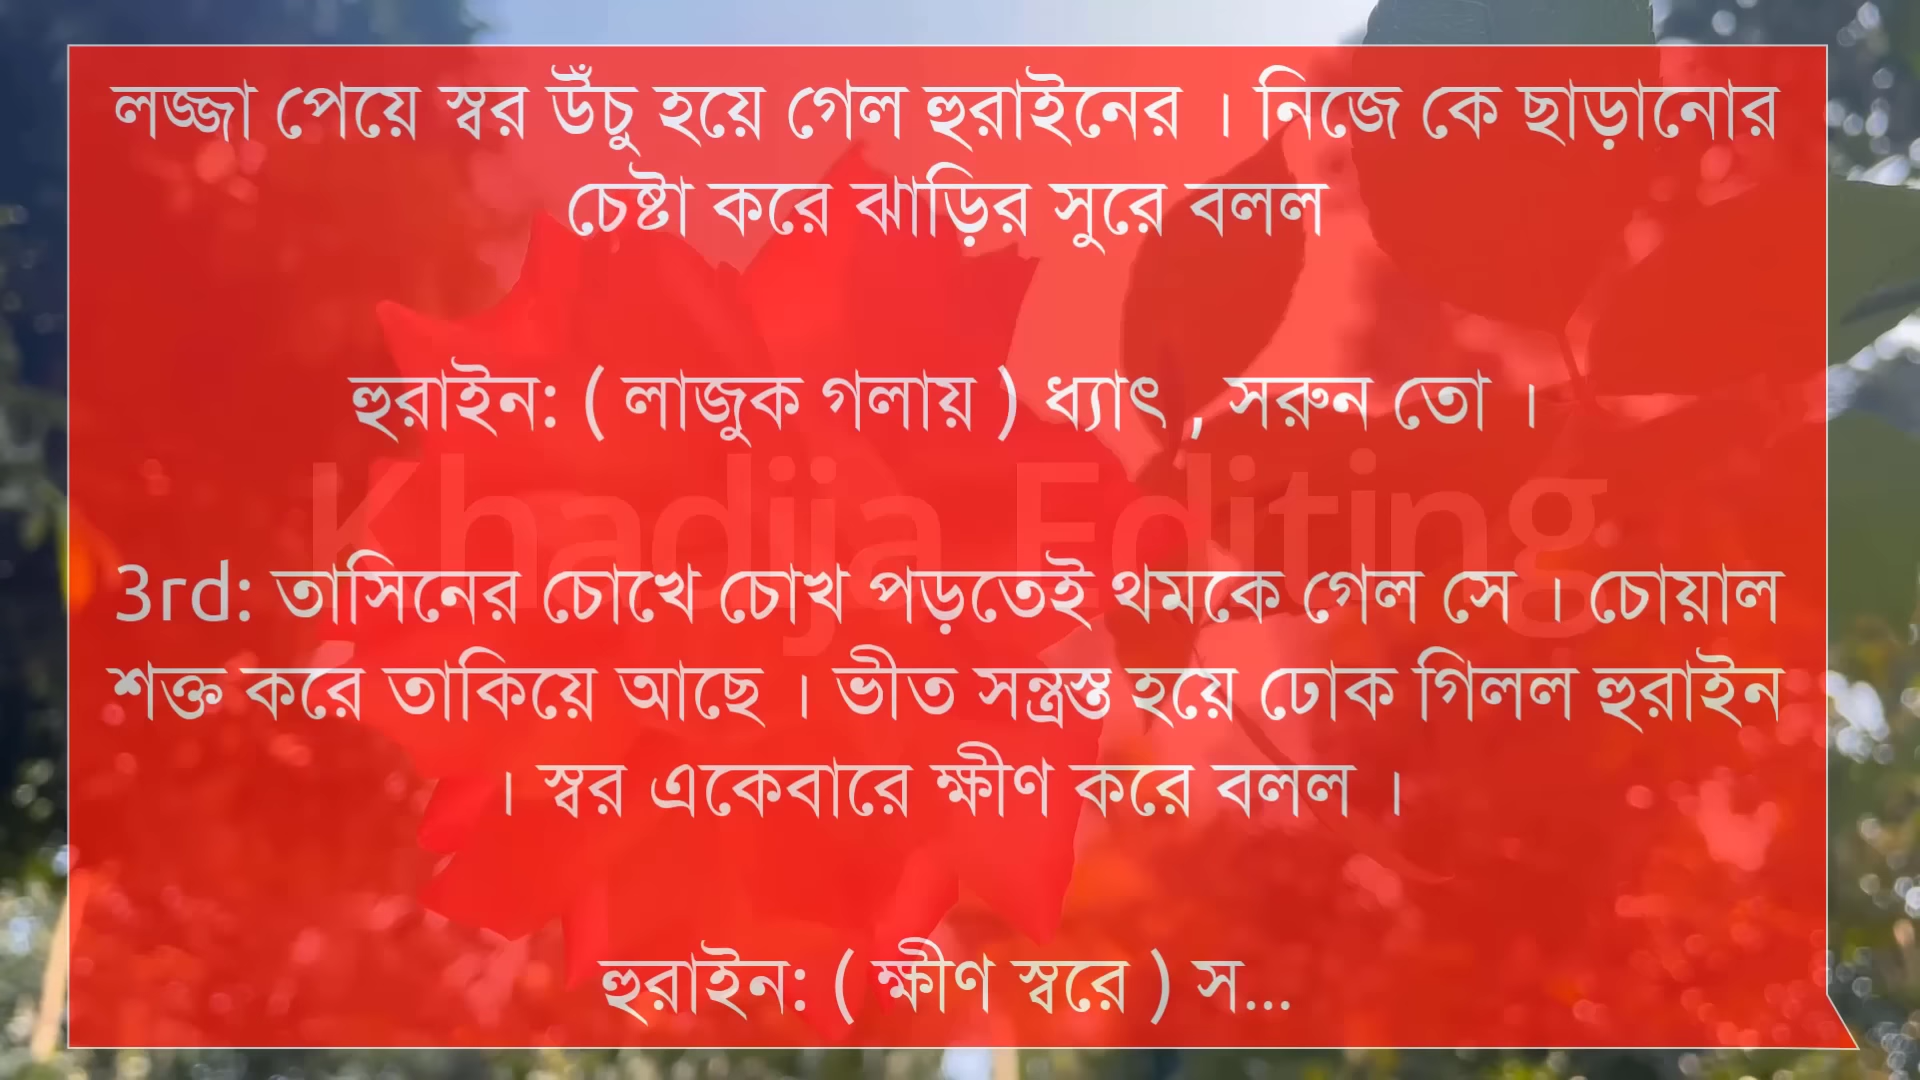 লজ্জা পেয়ে স্বর উঁচু হয়ে গেল হুরাইনের । নিজে কে ছাড়ানোর
চেষ্টা করে ঝাড়ির সুরে বলল
হুরাইন: ( লাজুক গলায় ) ধ্যাৎ , সরুন তো ।
Khadija Editing
3rd: তাসিনের চোখে চোখ পড়তেই থমকে গেল সে । চোয়াল
শক্ত করে তাকিয়ে আছে । ভীত সন্ত্রস্ত হয়ে ঢোক গিলল হুরাইন
। স্বর একেবারে ক্ষীণ করে বলল ।
হুরাইন: ( ক্ষীণ স্বরে ) স...